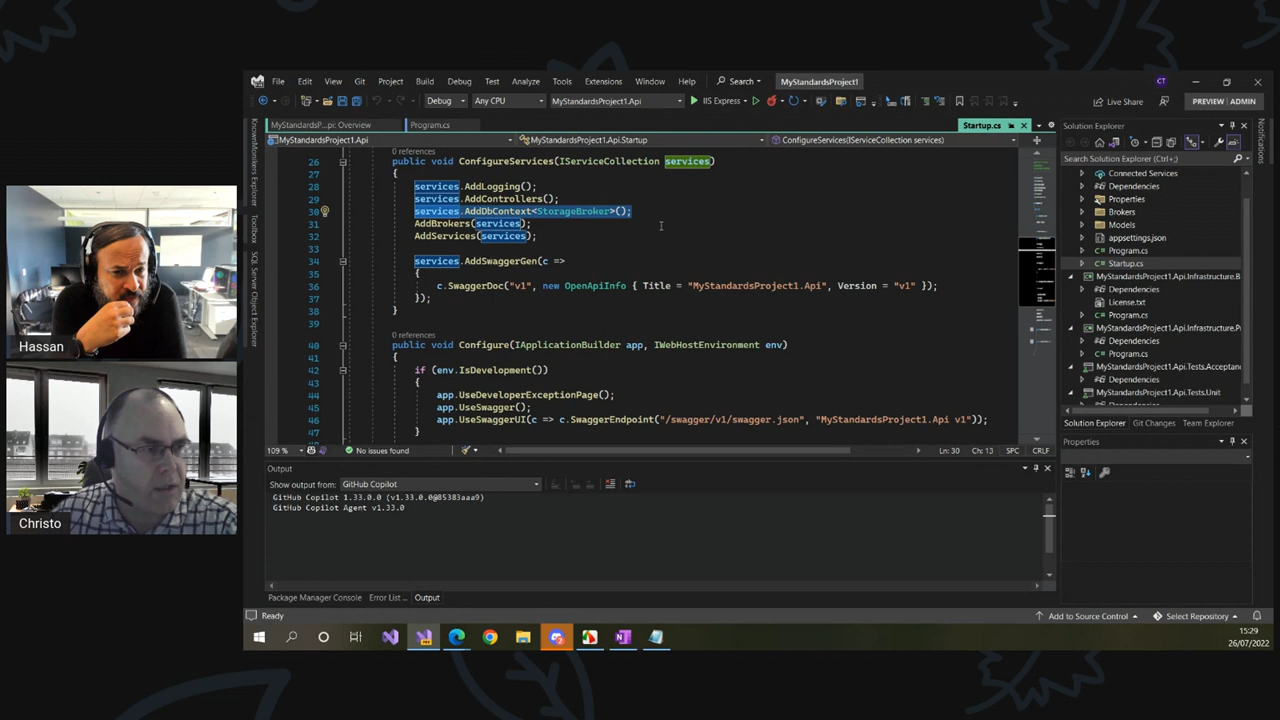 File Edit View Git Project Build Debug Test Analyze Tools Extensions Window Help Search MyStandardsProject1 CT
Debug Any CPU MyStandardsProject1.Api IIS Express Live Share PREVIEW | ADMIN
MyStandardsP...pi: Overview Program.cs Startup.cs
MyStandardsProject1.Api MyStandardsProject1.Api.Startup ConfigureServices(IServiceCollection services)
KnownMonikers Explorer
Toolbox
SQL Server Object Explorer
0 references
26 public void ConfigureServices(IServiceCollection services)
27 {
28 services.AddLogging();
29 services.AddControllers();
30 services.AddDbContext<StorageBroker>();
31 AddBrokers(services);
32 AddServices(services);
33
34 services.AddSwaggerGen(c =>
35 {
36 c.SwaggerDoc("v1", new OpenApiInfo { Title = "MyStandardsProject1.Api", Version = "v1" });
37 });
38 }
39
0 references
40 public void Configure(IApplicationBuilder app, IWebHostEnvironment env)
41 {
42 if (env.IsDevelopment())
43 {
44 app.UseDeveloperExceptionPage();
45 app.UseSwagger();
46 app.UseSwaggerUI(c => c.SwaggerEndpoint("/swagger/v1/swagger.json", "MyStandardsProject1.Api v1"));
47 }
109 % No issues found Ln: 30 Ch: 13 SPC CRLF
Output
Show output from: GitHub Copilot
GitHub Copilot 1.33.0.0 (v1.33.0.0@85383aaa9)
GitHub Copilot Agent v1.33.0
Package Manager Console Error List ... Output
Solution Explorer
Search Solution Explorer (Ctrl+;)
Connected Services
Dependencies
Properties
Brokers
Models
appsettings.json
Program.cs
Startup.cs
MyStandardsProject1.Api.Infrastructure.B
Dependencies
License.txt
Program.cs
MyStandardsProject1.Api.Infrastructure.Pr
Dependencies
Program.cs
MyStandardsProject1.Api.Tests.Acceptanc
Dependencies
MyStandardsProject1.Api.Tests.Unit
Solution Explorer Git Changes Team Explorer
Properties
Notifications
Ready Add to Source Control Select Repository
15:29
26/07/2022
Hassan
Christo